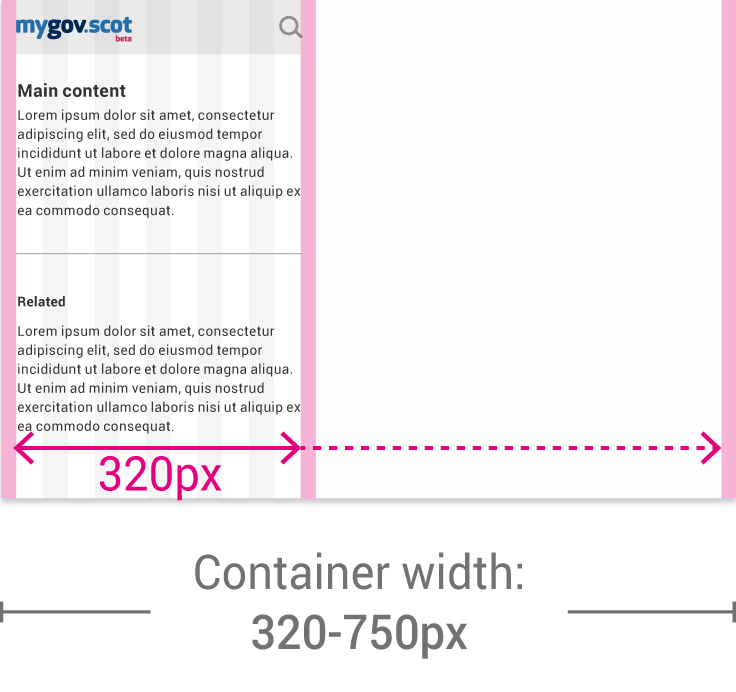 mygov.scot
beta
Main content
Lorem ipsum dolor sit amet, consectetur
adipiscing elit, sed do eiusmod tempor
incididunt ut labore et dolore magna aliqua.
Ut enim ad minim veniam, quis nostrud
exercitation ullamco laboris nisi ut aliquip ex
ea commodo consequat.
Related
Lorem ipsum dolor sit amet, consectetur
adipiscing elit, sed do eiusmod tempor
incididunt ut labore et dolore magna aliqua.
Ut enim ad minim veniam, quis nostrud
exercitation ullamco laboris nisi ut aliquip ex
ea commodo consequat.
320px
Container width:
320-750px